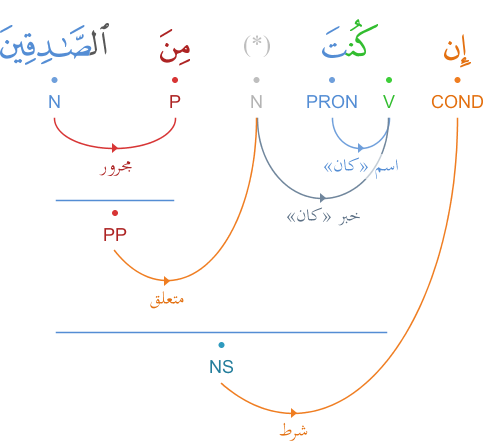 إِن كُنتَ (*) مِنَ ٱلصَّـٰدِقِينَ
COND V PRON N P N
مجرور
اسم «كان»
خبر «كان»
PP
متعلق
NS
شرط